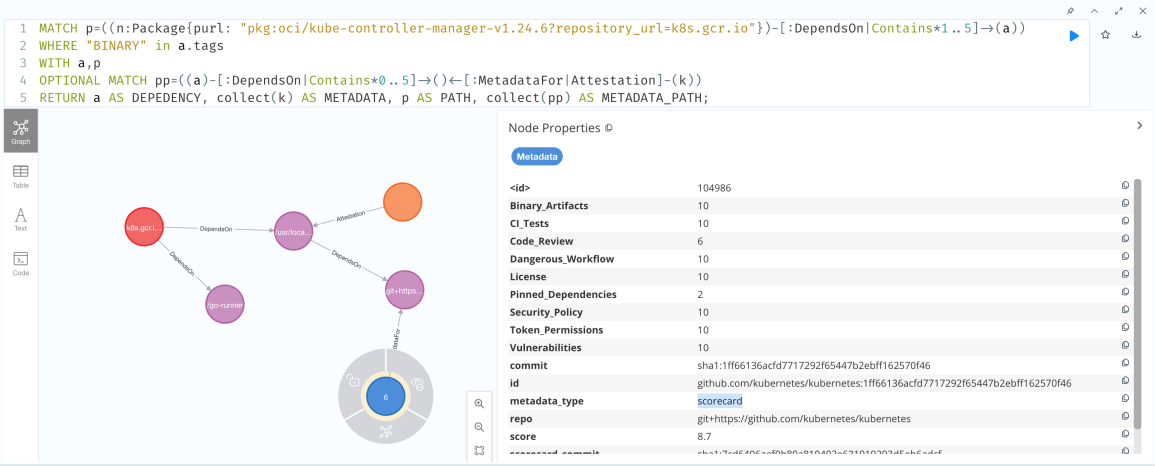 1 MATCH p=((n:Package{purl: "pkg:oci/kube-controller-manager-v1.24.6?repository_url=k8s.gcr.io"})-[:DependsOn|Contains*1..5]->(a))
2 WHERE "BINARY" in a.tags
3 WITH a,p
4 OPTIONAL MATCH pp=((a)-[:DependsOn|Contains*0..5]->()<-[:MetadataFor|Attestation]-(k))
5 RETURN a AS DEPEDENCY, collect(k) AS METADATA, p AS PATH, collect(pp) AS METADATA_PATH;
Graph
Table
Text
Code
k8s.gcr.i...
DependsOn
/usr/loca...
Attestation
DependsOn
/go-runner
DependsOn
git+https...
dataFor
6
Node Properties
Metadata
<id> 104986
Binary_Artifacts 10
CI_Tests 10
Code_Review 6
Dangerous_Workflow 10
License 10
Pinned_Dependencies 2
Security_Policy 10
Token_Permissions 10
Vulnerabilities 10
commit sha1:1ff66136acfd7717292f65447b2ebff162570f46
id github.com/kubernetes/kubernetes:1ff66136acfd7717292f65447b2ebff162570f46
metadata_type scorecard
repo git+https://github.com/kubernetes/kubernetes
score 8.7
scorecard_commit